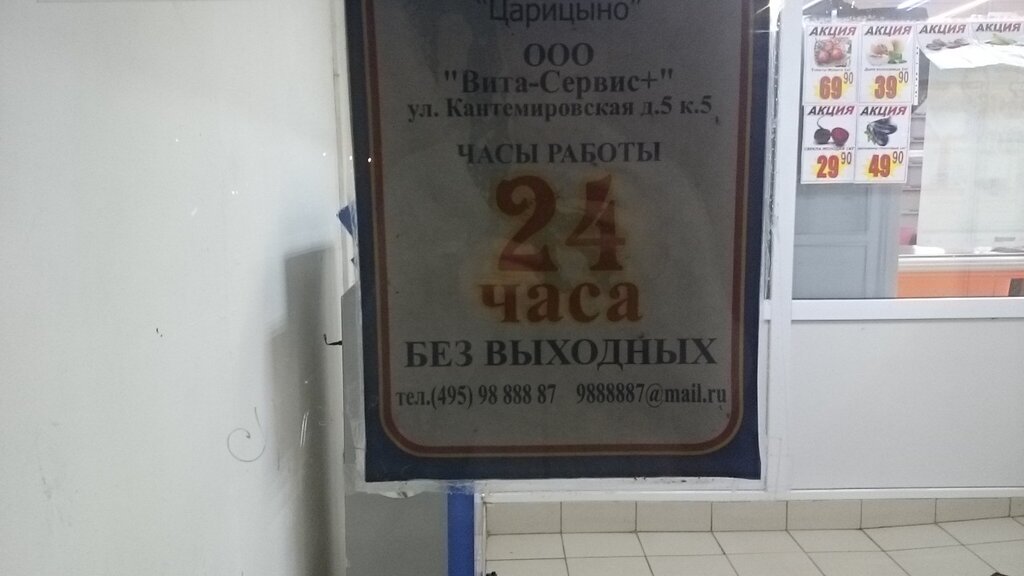 "Царицыно"
ООО
"Вита-Сервис+"
ул. Кантемировская д.5 к.5
ЧАСЫ РАБОТЫ
24
часа
БЕЗ ВЫХОДНЫХ
тел.(495) 98 888 87 9888887@mail.ru
АКЦИЯ АКЦИЯ АКЦИЯ АКЦИЯ
69 90 39 90
АКЦИЯ АКЦИЯ
29 90 49 90